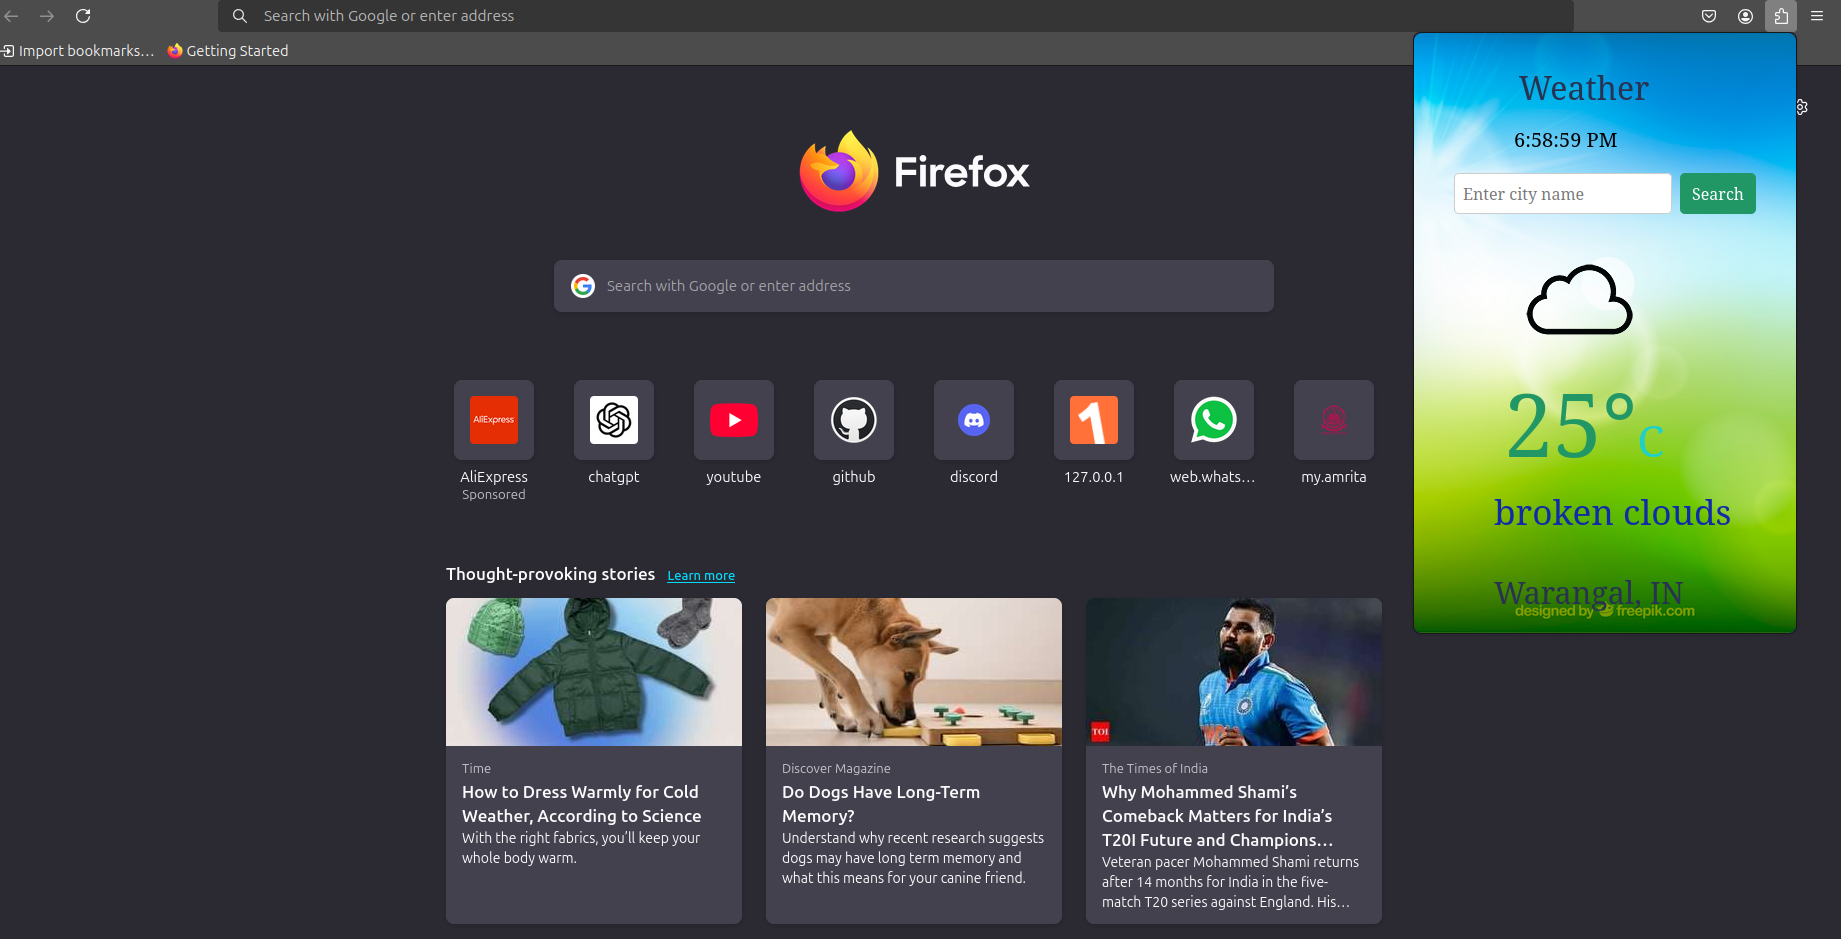 Search with Google or enter address
Import bookmarks...
Getting Started
Weather
6:58:59 PM
Enter city name
Search
25° C
broken clouds
Warangal, IN
designed by freepik.com
Firefox
Search with Google or enter address
AliExpress
AliExpress
Sponsored
chatgpt
youtube
github
discord
1
127.0.0.1
web.whats...
my.amrita
Thought-provoking stories Learn more
Time
How to Dress Warmly for Cold
Weather, According to Science
With the right fabrics, you’ll keep your
whole body warm.
Discover Magazine
Do Dogs Have Long-Term
Memory?
Understand why recent research suggests
dogs may have long term memory and
what this means for your canine friend.
TOI
The Times of India
Why Mohammed Shami’s
Comeback Matters for India’s
T20I Future and Champions...
Veteran pacer Mohammed Shami returns
after 14 months for India in the five-
match T20 series against England. His...